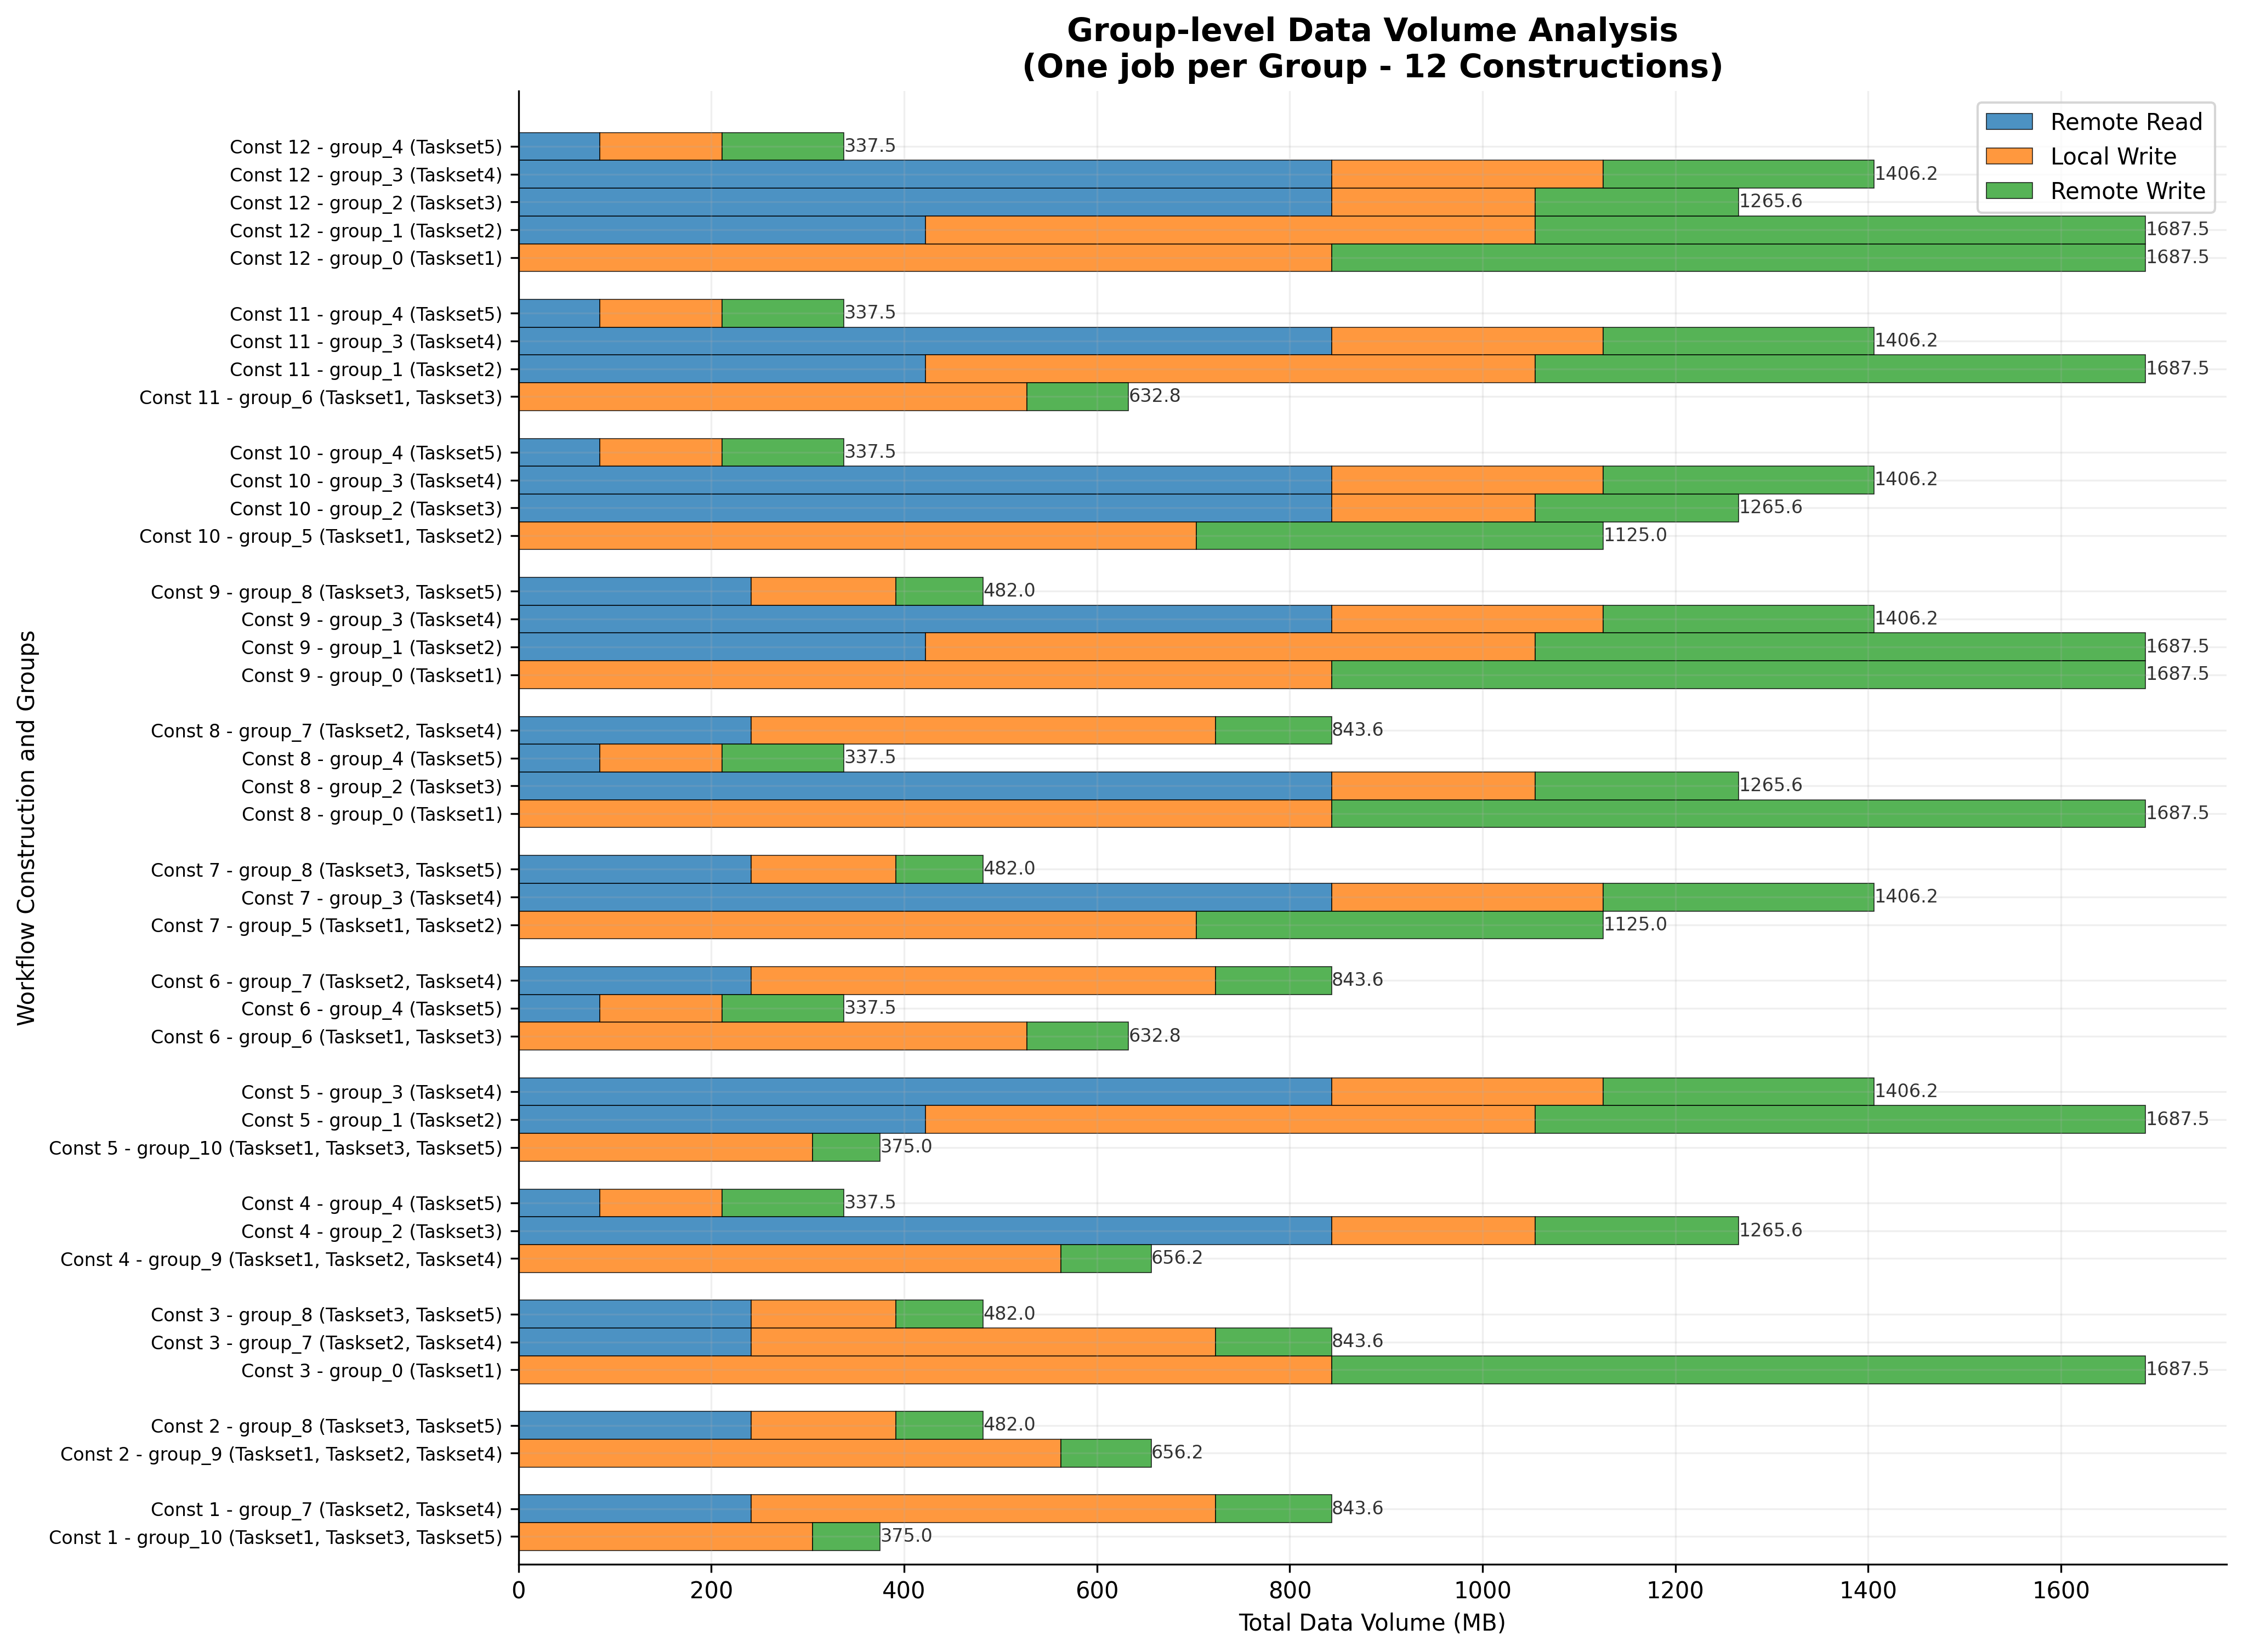 Group-level Data Volume Analysis
(One job per Group - 12 Constructions)
Remote Read
Local Write
Remote Write
Workflow Construction and Groups
Const 12 - group_4 (Taskset5) 337.5
Const 12 - group_3 (Taskset4) 1406.2
Const 12 - group_2 (Taskset3) 1265.6
Const 12 - group_1 (Taskset2) 1687.5
Const 12 - group_0 (Taskset1) 1687.5
Const 11 - group_4 (Taskset5) 337.5
Const 11 - group_3 (Taskset4) 1406.2
Const 11 - group_1 (Taskset2) 1687.5
Const 11 - group_6 (Taskset1, Taskset3) 632.8
Const 10 - group_4 (Taskset5) 337.5
Const 10 - group_3 (Taskset4) 1406.2
Const 10 - group_2 (Taskset3) 1265.6
Const 10 - group_5 (Taskset1, Taskset2) 1125.0
Const 9 - group_8 (Taskset3, Taskset5) 482.0
Const 9 - group_3 (Taskset4) 1406.2
Const 9 - group_1 (Taskset2) 1687.5
Const 9 - group_0 (Taskset1) 1687.5
Const 8 - group_7 (Taskset2, Taskset4) 843.6
Const 8 - group_4 (Taskset5) 337.5
Const 8 - group_2 (Taskset3) 1265.6
Const 8 - group_0 (Taskset1) 1687.5
Const 7 - group_8 (Taskset3, Taskset5) 482.0
Const 7 - group_3 (Taskset4) 1406.2
Const 7 - group_5 (Taskset1, Taskset2) 1125.0
Const 6 - group_7 (Taskset2, Taskset4) 843.6
Const 6 - group_4 (Taskset5) 337.5
Const 6 - group_6 (Taskset1, Taskset3) 632.8
Const 5 - group_3 (Taskset4) 1406.2
Const 5 - group_1 (Taskset2) 1687.5
Const 5 - group_10 (Taskset1, Taskset3, Taskset5) 375.0
Const 4 - group_4 (Taskset5) 337.5
Const 4 - group_2 (Taskset3) 1265.6
Const 4 - group_9 (Taskset1, Taskset2, Taskset4) 656.2
Const 3 - group_8 (Taskset3, Taskset5) 482.0
Const 3 - group_7 (Taskset2, Taskset4) 843.6
Const 3 - group_0 (Taskset1) 1687.5
Const 2 - group_8 (Taskset3, Taskset5) 482.0
Const 2 - group_9 (Taskset1, Taskset2, Taskset4) 656.2
Const 1 - group_7 (Taskset2, Taskset4) 843.6
Const 1 - group_10 (Taskset1, Taskset3, Taskset5) 375.0
0 200 400 600 800 1000 1200 1400 1600
Total Data Volume (MB)